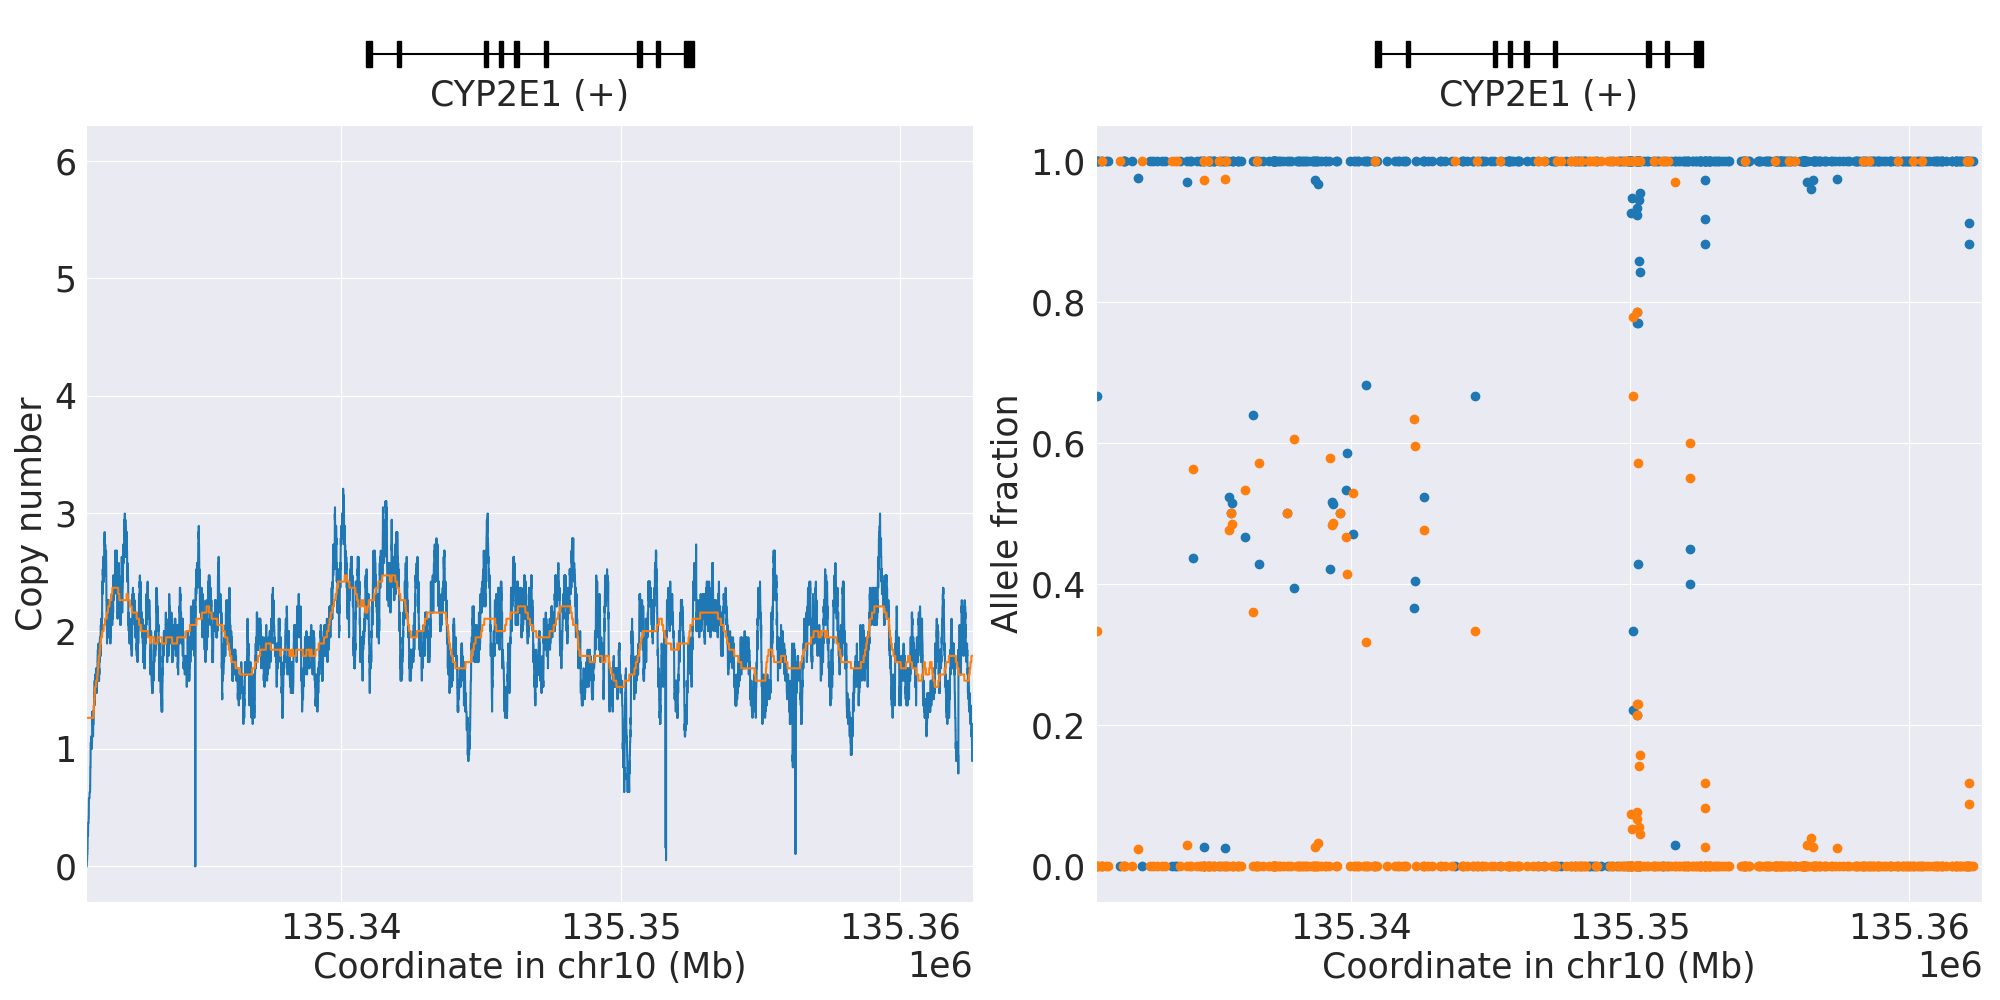 CYP2E1 (+)
CYP2E1 (+)
6
5
4
3
2
1
0
Copy number
135.34 135.35 135.36
Coordinate in chr10 (Mb)
1e6
1.0
0.8
0.6
0.4
0.2
0.0
Allele fraction
135.34 135.35 135.36
Coordinate in chr10 (Mb)
1e6